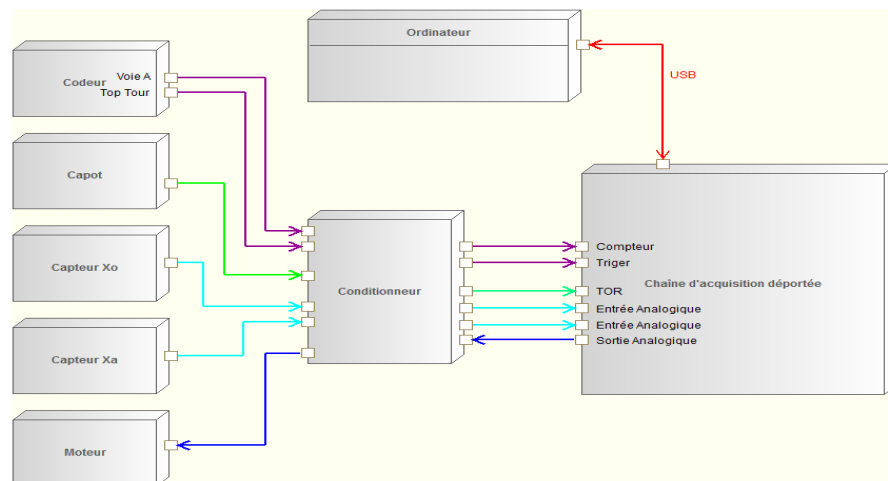 Ordinateur
USB
Codeur
Voie A
Top Tour
Capot
Capteur Xo
Capteur Xa
Moteur
Conditionneur
Compteur
Triger
TOR
Entrée Analogique
Entrée Analogique
Sortie Analogique
Chaîne d'acquisition déportée